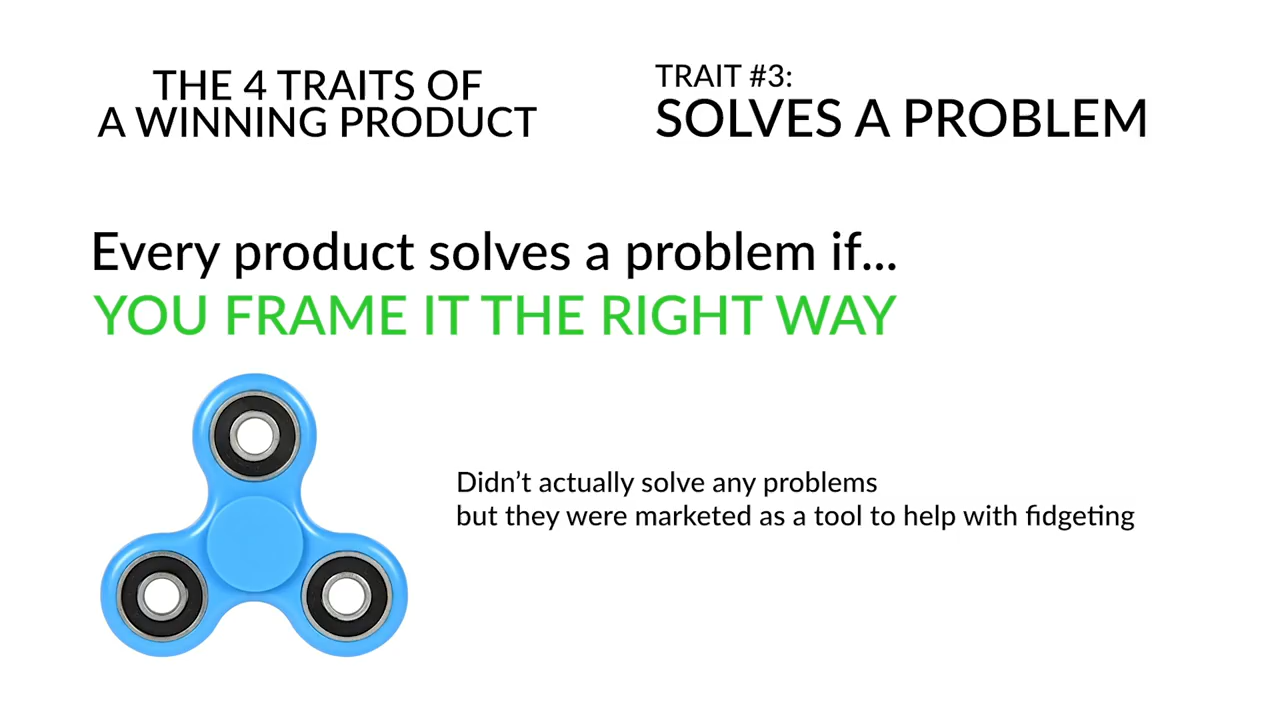 THE 4 TRAITS OF
A WINNING PRODUCT
TRAIT #3:
SOLVES A PROBLEM
Every product solves a problem if...
YOU FRAME IT THE RIGHT WAY
Didn’t actually solve any problems
but they were marketed as a tool to help with fidgeting